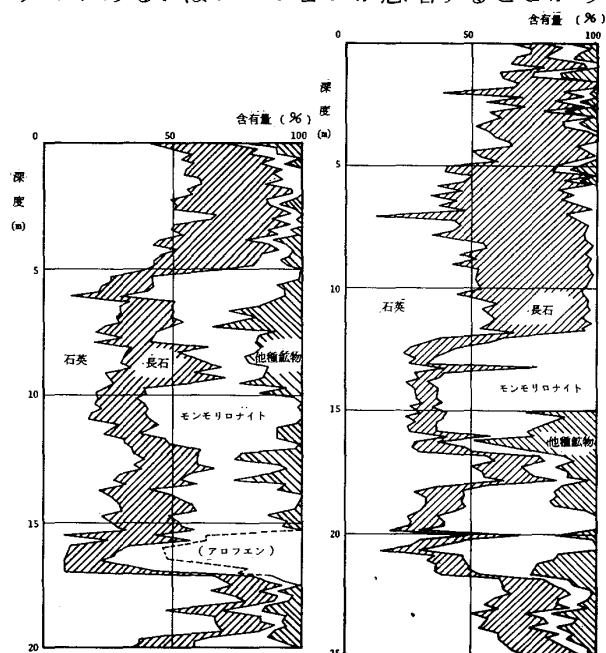 含有量 (%)
0 50 100
深
度
(m)
5
石英 長石 他種鉱物
10
モンモリロナイト
15
(アロフェン)
20
含有量 (%)
0 50 100
深
度
(m)
5
10
石英 長石
モンモリロナイト
15
他種鉱物
20
25